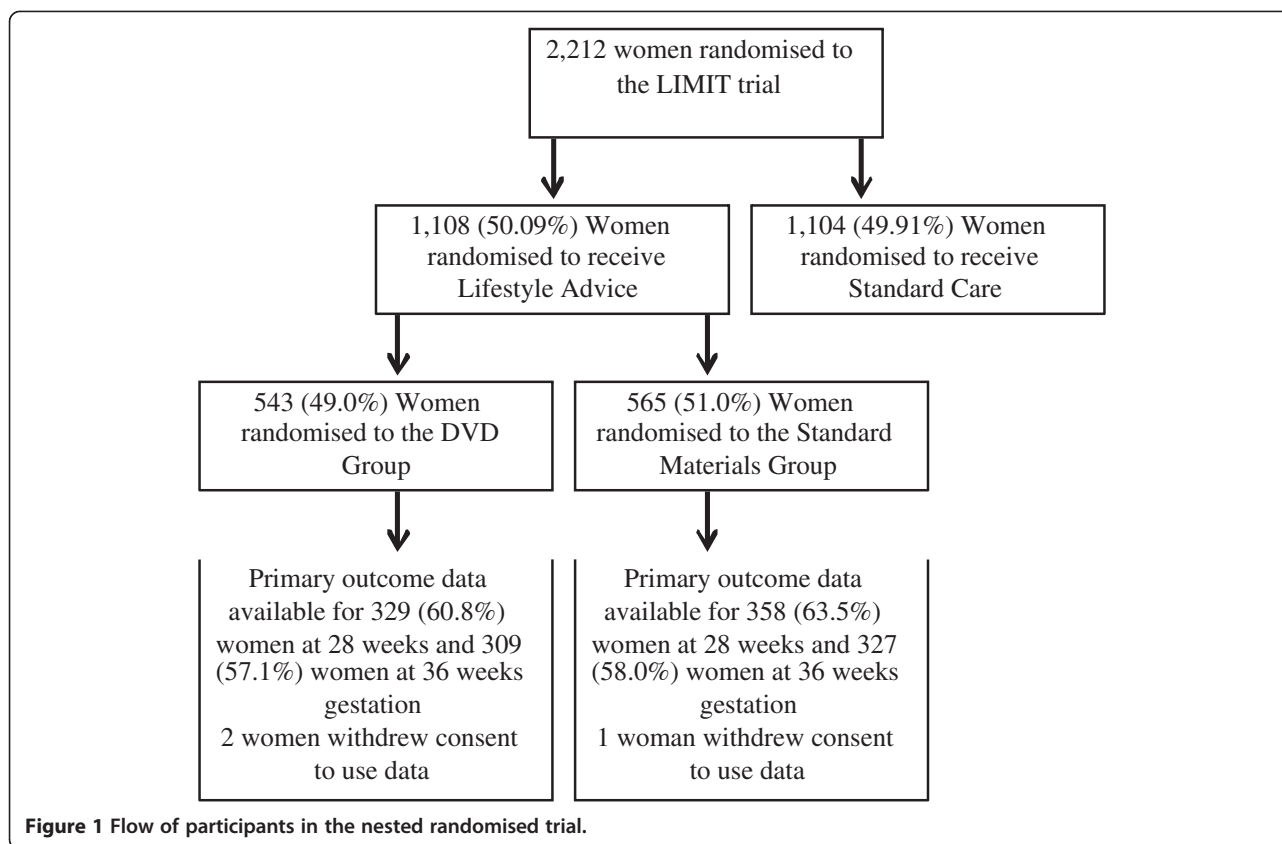 2,212 women randomised to
the LIMIT trial
1,108 (50.09%) Women
randomised to receive
Lifestyle Advice
1,104 (49.91%) Women
randomised to receive
Standard Care
543 (49.0%) Women
randomised to the DVD
Group
565 (51.0%) Women
randomised to the Standard
Materials Group
Primary outcome data
available for 329 (60.8%)
women at 28 weeks and 309
(57.1%) women at 36 weeks
gestation
2 women withdrew consent
to use data
Primary outcome data
available for 358 (63.5%)
women at 28 weeks and 327
(58.0%) women at 36 weeks
gestation
1 woman withdrew consent
to use data
Figure 1 Flow of participants in the nested randomised trial.